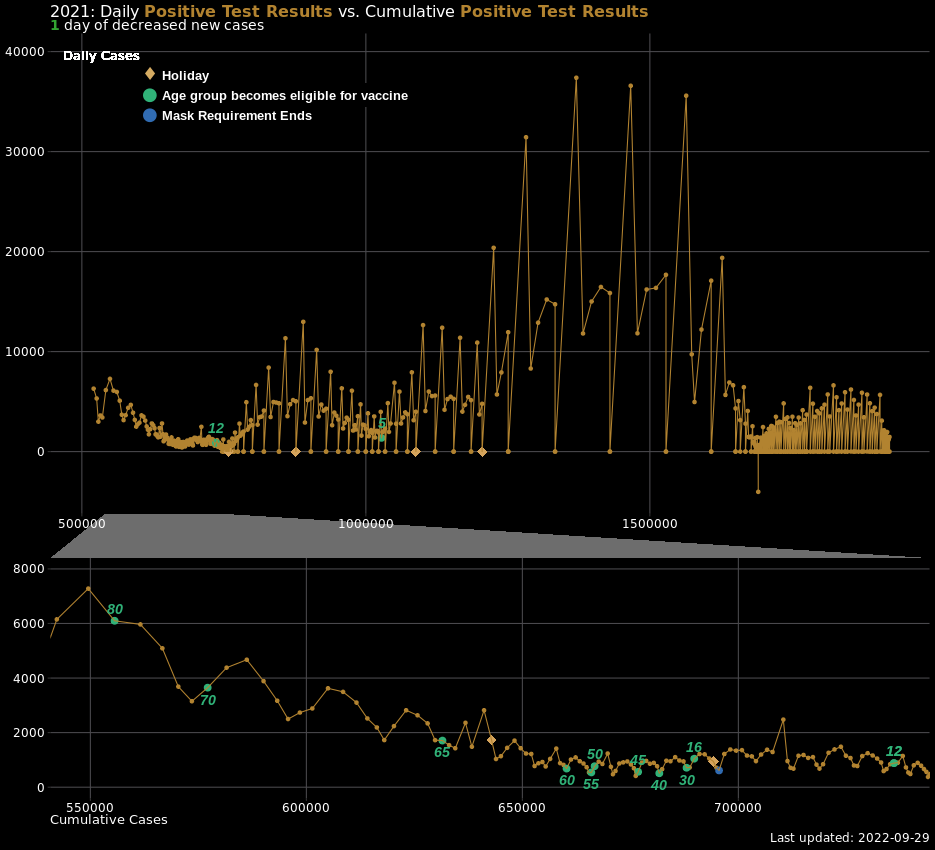 2021: Daily Positive Test Results vs. Cumulative Positive Test Results
1 day of decreased new cases
40000
Daily Cases
Holiday
Age group becomes eligible for vaccine
Mask Requirement Ends
30000
20000
10000
12
5
0
500000 1000000 1500000
8000
80
6000
4000
70
2000
65
60
50
55
45
40
16
30
12
0
550000 600000 650000 700000
Cumulative Cases
Last updated: 2022-09-29